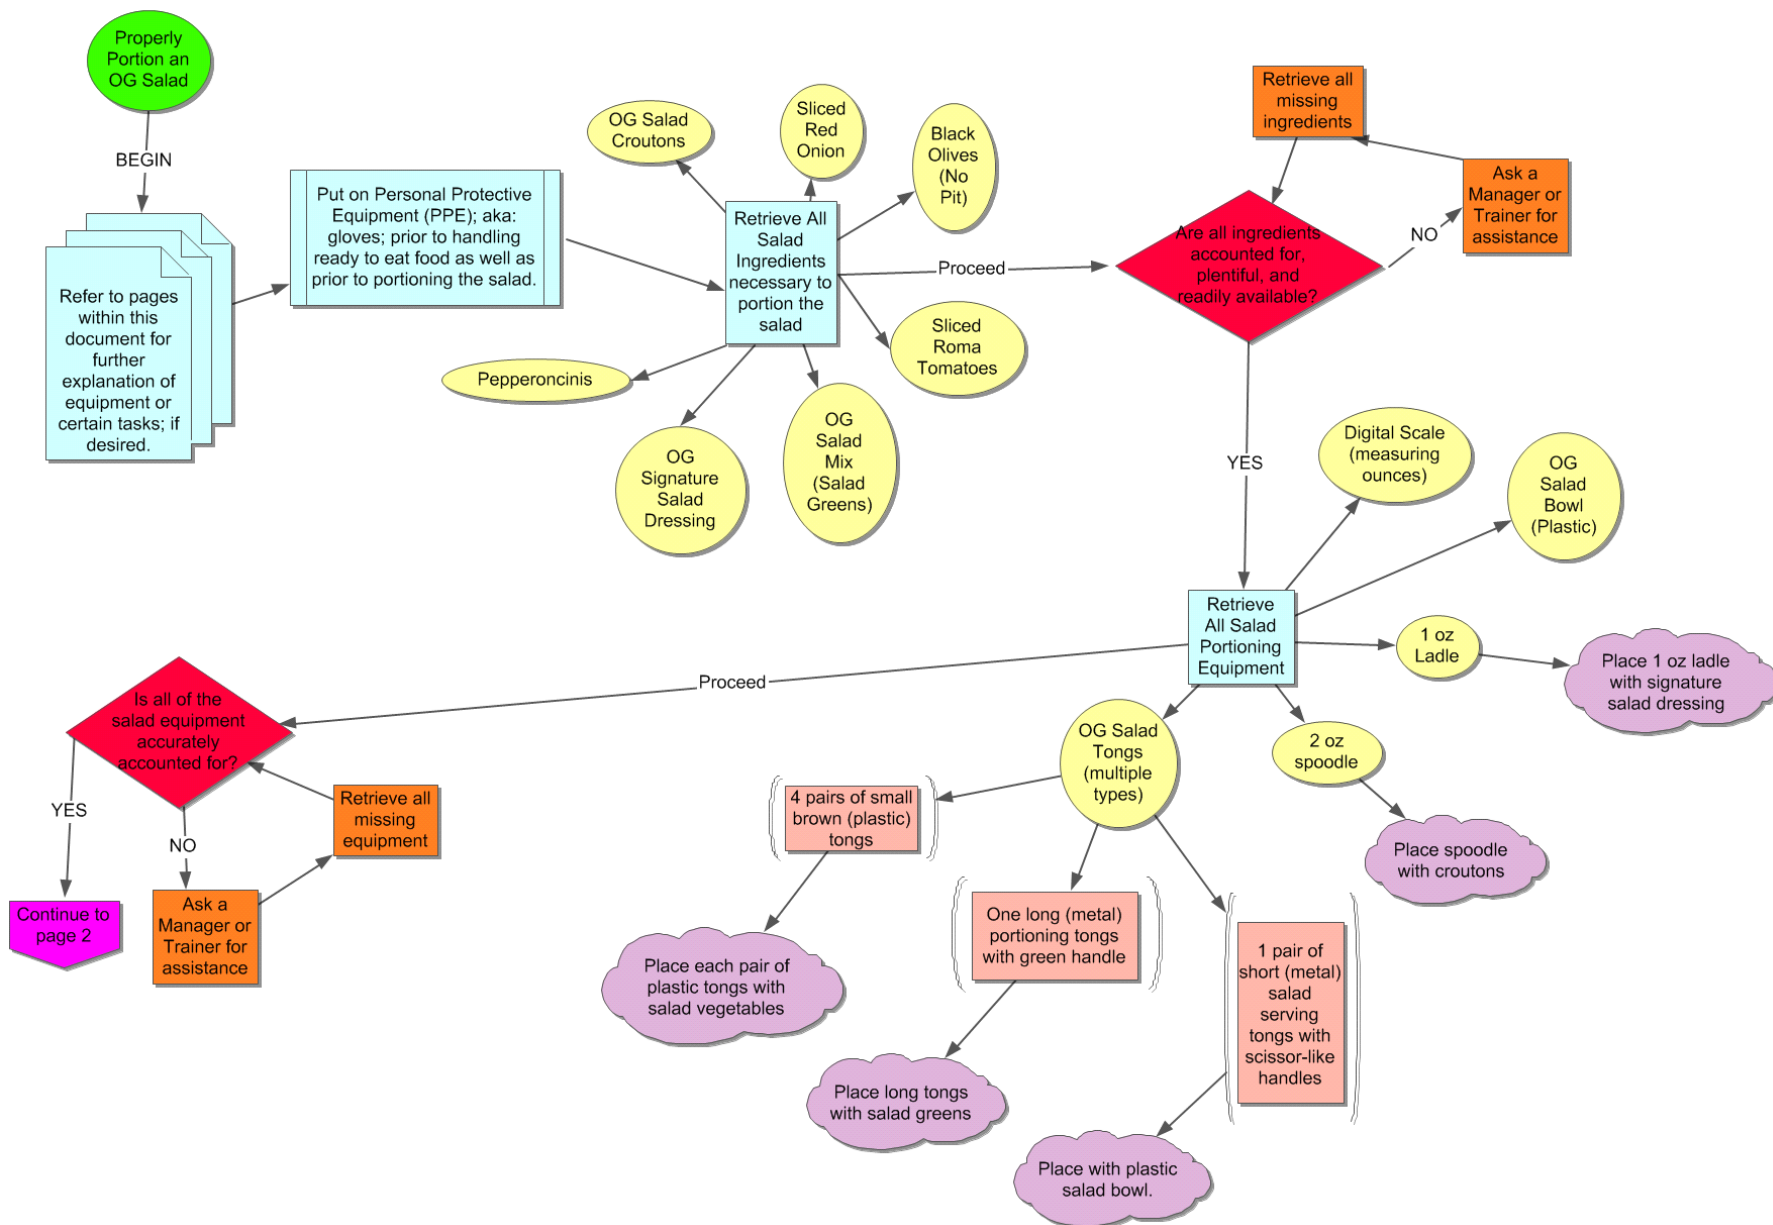 Properly
Portion an
OG Salad
BEGIN
Refer to pages
within this
document for
further
explanation of
equipment or
certain tasks; if
desired.
Put on Personal Protective
Equipment (PPE); aka:
gloves; prior to handling
ready to eat food as well as
prior to portioning the salad.
Retrieve All
Salad
Ingredients
necessary to
portion the
salad
OG Salad
Croutons
Sliced
Red
Onion
Black
Olives
(No
Pit)
Sliced
Roma
Tomatoes
OG
Salad
Mix
(Salad
Greens)
OG
Signature
Salad
Dressing
Pepperoncinis
Proceed
Are all ingredients
accounted for,
plentiful, and
readily available?
NO
Ask a
Manager or
Trainer for
assistance
Retrieve all
missing
ingredients
YES
Retrieve
All Salad
Portioning
Equipment
Digital Scale
(measuring
ounces)
OG
Salad
Bowl
(Plastic)
1 oz
Ladle
Place 1 oz ladle
with signature
salad dressing
2 oz
spoodle
Place spoodle
with croutons
OG Salad
Tongs
(multiple
types)
4 pairs of small
brown (plastic)
tongs
Place each pair of
plastic tongs with
salad vegetables
One long (metal)
portioning tongs
with green handle
Place long tongs
with salad greens
1 pair of
short (metal)
salad
serving
tongs with
scissor-like
handles
Place with plastic
salad bowl.
Proceed
Is all of the
salad equipment
accurately
accounted for?
YES
Continue to
page 2
NO
Ask a
Manager or
Trainer for
assistance
Retrieve all
missing
equipment